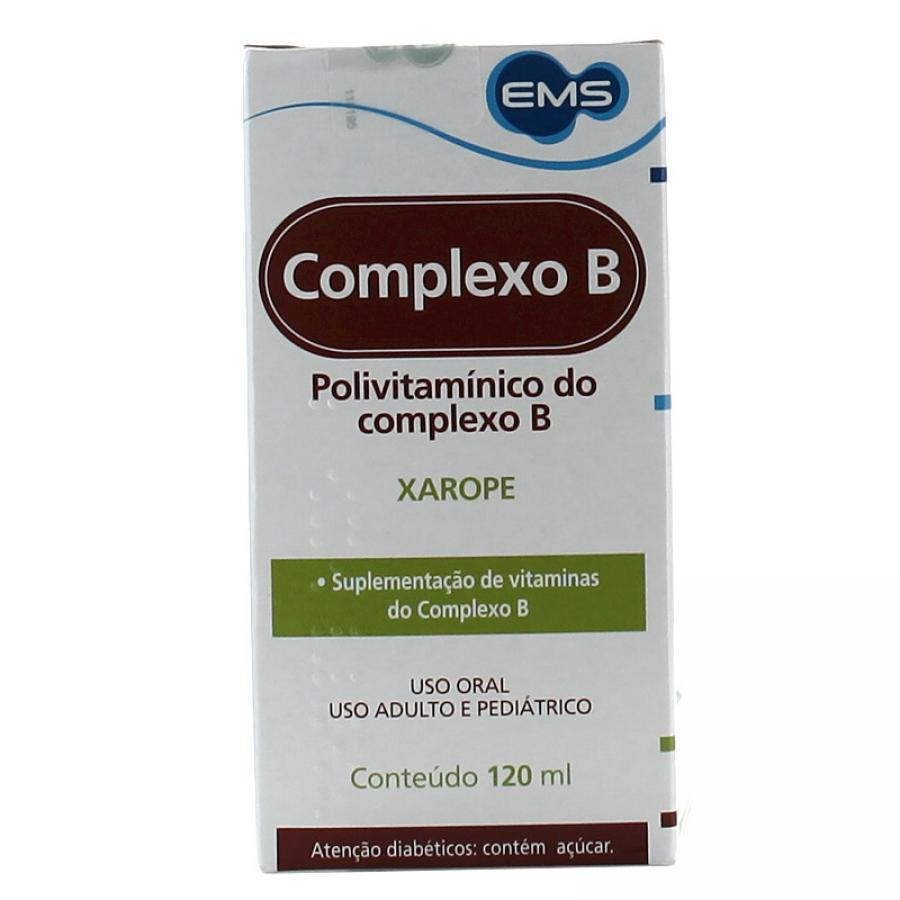 EMS
Complexo B
Polivitamínico do
complexo B
XAROPE
• Suplementação de vitaminas
do Complexo B
USO ORAL
USO ADULTO E PEDIÁTRICO
Conteúdo 120 ml
Atenção diabéticos: contém açúcar.